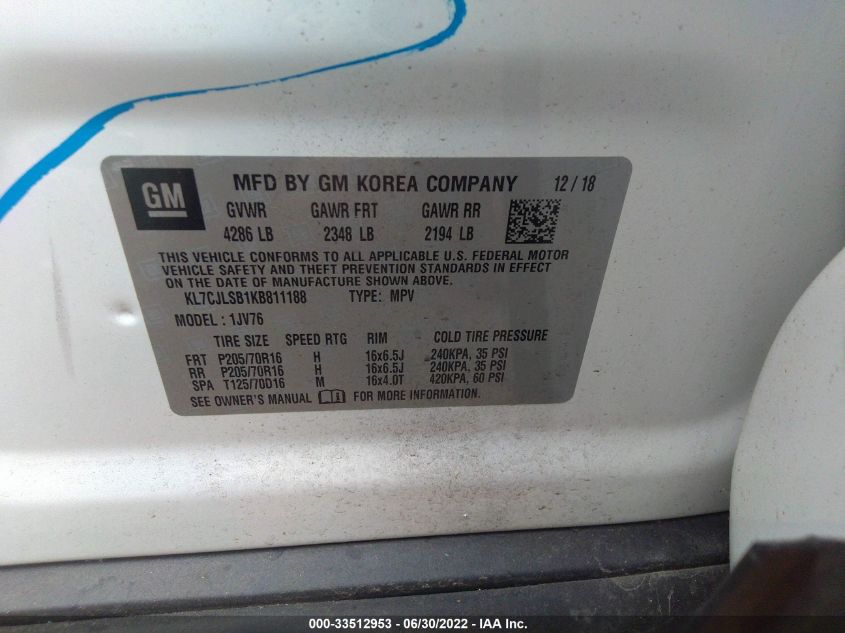 GM
MFD BY GM KOREA COMPANY 12/18
GVWR GAWR FRT GAWR RR
4286 LB 2348 LB 2194 LB
THIS VEHICLE CONFORMS TO ALL APPLICABLE U.S. FEDERAL MOTOR
VEHICLE SAFETY AND THEFT PREVENTION STANDARDS IN EFFECT
ON THE DATE OF MANUFACTURE SHOWN ABOVE.
KL7CJLSB1KB811188 TYPE: MPV
MODEL: 1JV76
TIRE SIZE SPEED RTG RIM COLD TIRE PRESSURE
FRT P205/70R16 H 16x6.5J 240KPA, 35 PSI
RR P205/70R16 H 16x6.5J 240KPA, 35 PSI
SPA T125/70D16 M 16x4.0T 420KPA, 60 PSI
SEE OWNER'S MANUAL FOR MORE INFORMATION.
000-33512953 - 06/30/2022 - IAA Inc.